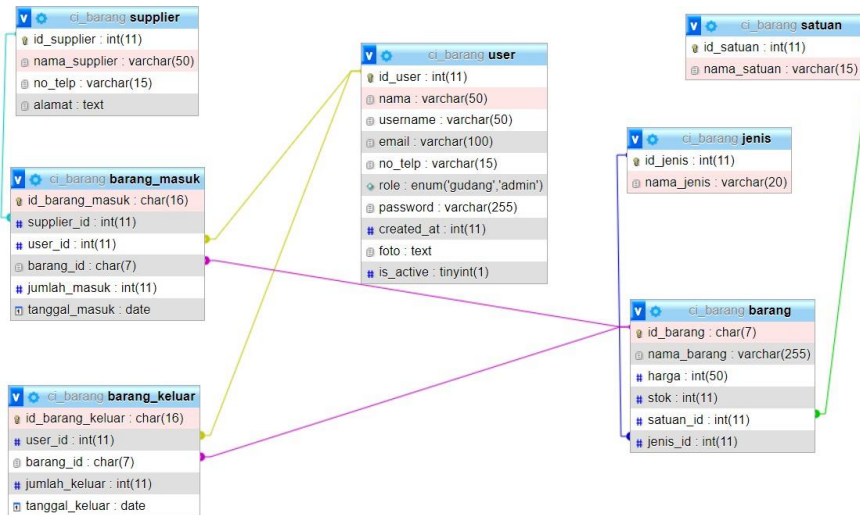 ci_barang supplier
id_supplier : int(11)
nama_supplier : varchar(50)
no_telp : varchar(15)
alamat : text
ci_barang barang_masuk
id_barang_masuk : char(16)
supplier_id : int(11)
user_id : int(11)
barang_id : char(7)
jumlah_masuk : int(11)
tanggal_masuk : date
ci_barang barang_keluar
id_barang_keluar : char(16)
user_id : int(11)
barang_id : char(7)
jumlah_keluar : int(11)
tanggal_keluar : date
ci_barang user
id_user : int(11)
nama : varchar(50)
username : varchar(50)
email : varchar(100)
no_telp : varchar(15)
role : enum('gudang','admin')
password : varchar(255)
created_at : int(11)
foto : text
is_active : tinyint(1)
ci_barang satuan
id_satuan : int(11)
nama_satuan : varchar(15)
ci_barang jenis
id_jenis : int(11)
nama_jenis : varchar(20)
ci_barang barang
id_barang : char(7)
nama_barang : varchar(255)
harga : int(50)
stok : int(11)
satuan_id : int(11)
jenis_id : int(11)